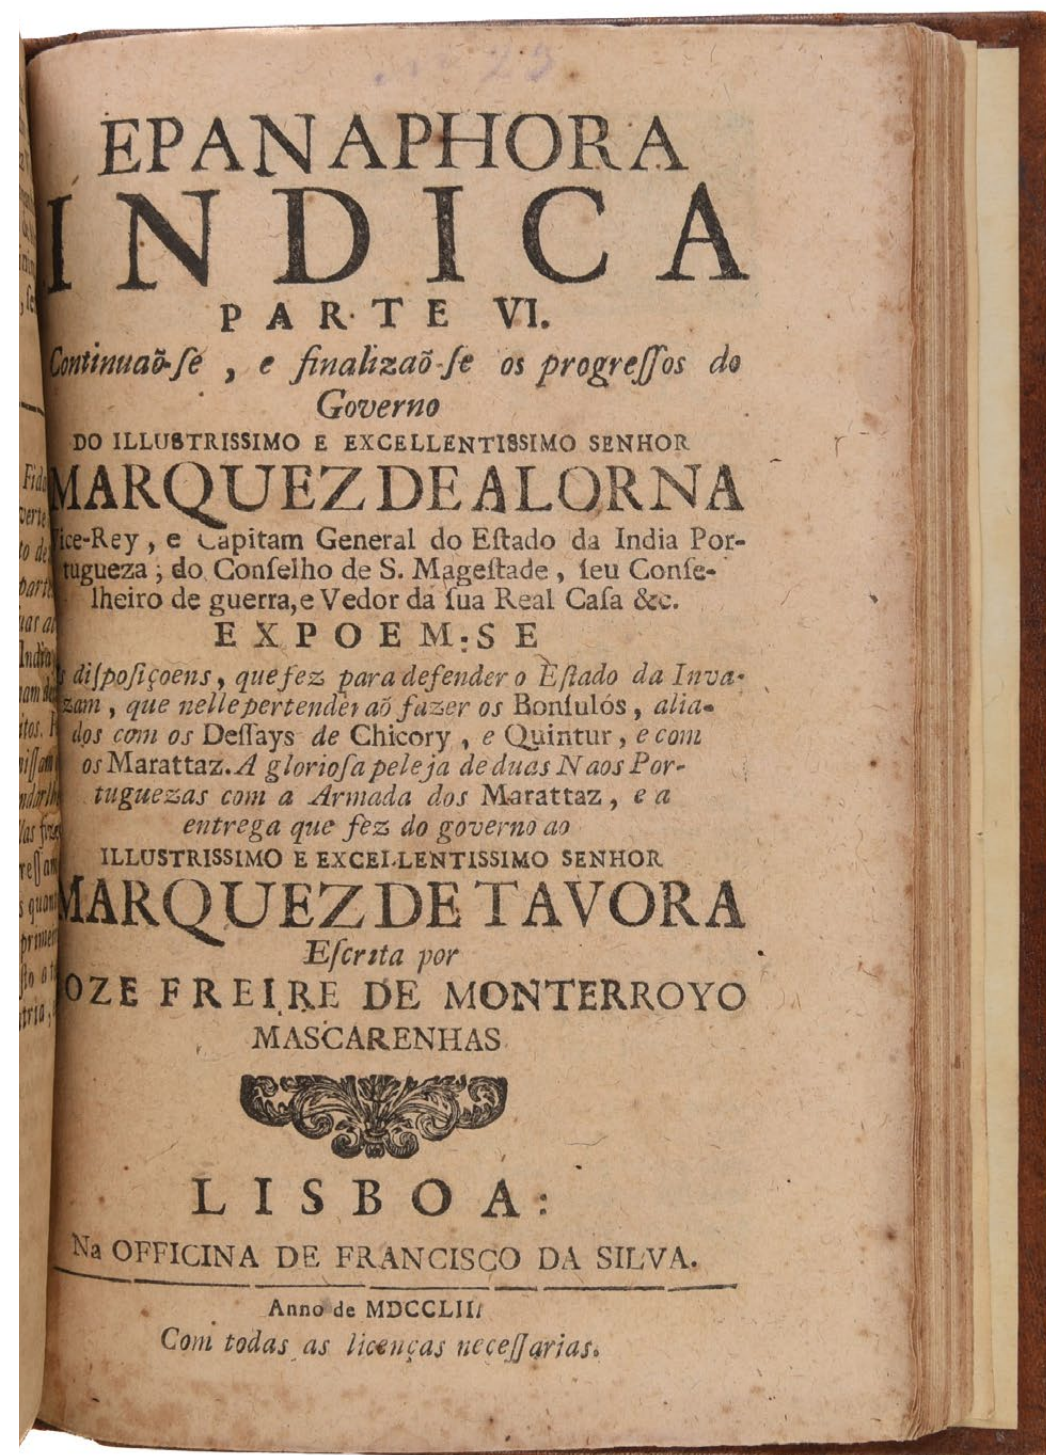 EPANAPHORA
INDICA
PARTE VI.
Continuaõ-ſe, e finalizaõ-ſe os progreſſos do
Governo
DO ILLUSTRISSIMO E EXCELLENTISSIMO SENHOR
MARQUEZ DE ALORNA
ice-Rey, e Capitam General do Eſtado da India Por-
tugueza; do Conſelho de S. Mageſtade, ſeu Conſe-
lheiro de guerra, e Vedor da ſua Real Caſa &c.
EXPOEM-SE
s diſpoſiçoens, que fez para defender o Eſtado da Inva-
zam, que nelle pertenderaõ fazer os Bonſulós, alia-
dos com os Deſſays de Chicory, e Quintur, e com
os Marattaz. A glorioſa peleja de duas Naos Por-
tuguezas com a Armada dos Marattaz, e a
entrega que fez do governo ao
ILLUSTRISSIMO E EXCELLENTISSIMO SENHOR
MARQUEZ DE TAVORA
Eſcrita por
OZE FREIRE DE MONTERROYO
MASCARENHAS
LISBOA:
Na OFFICINA DE FRANCISCO DA SILVA.
Anno de MDCCLIII
Com todas as licenças neceſſarias.